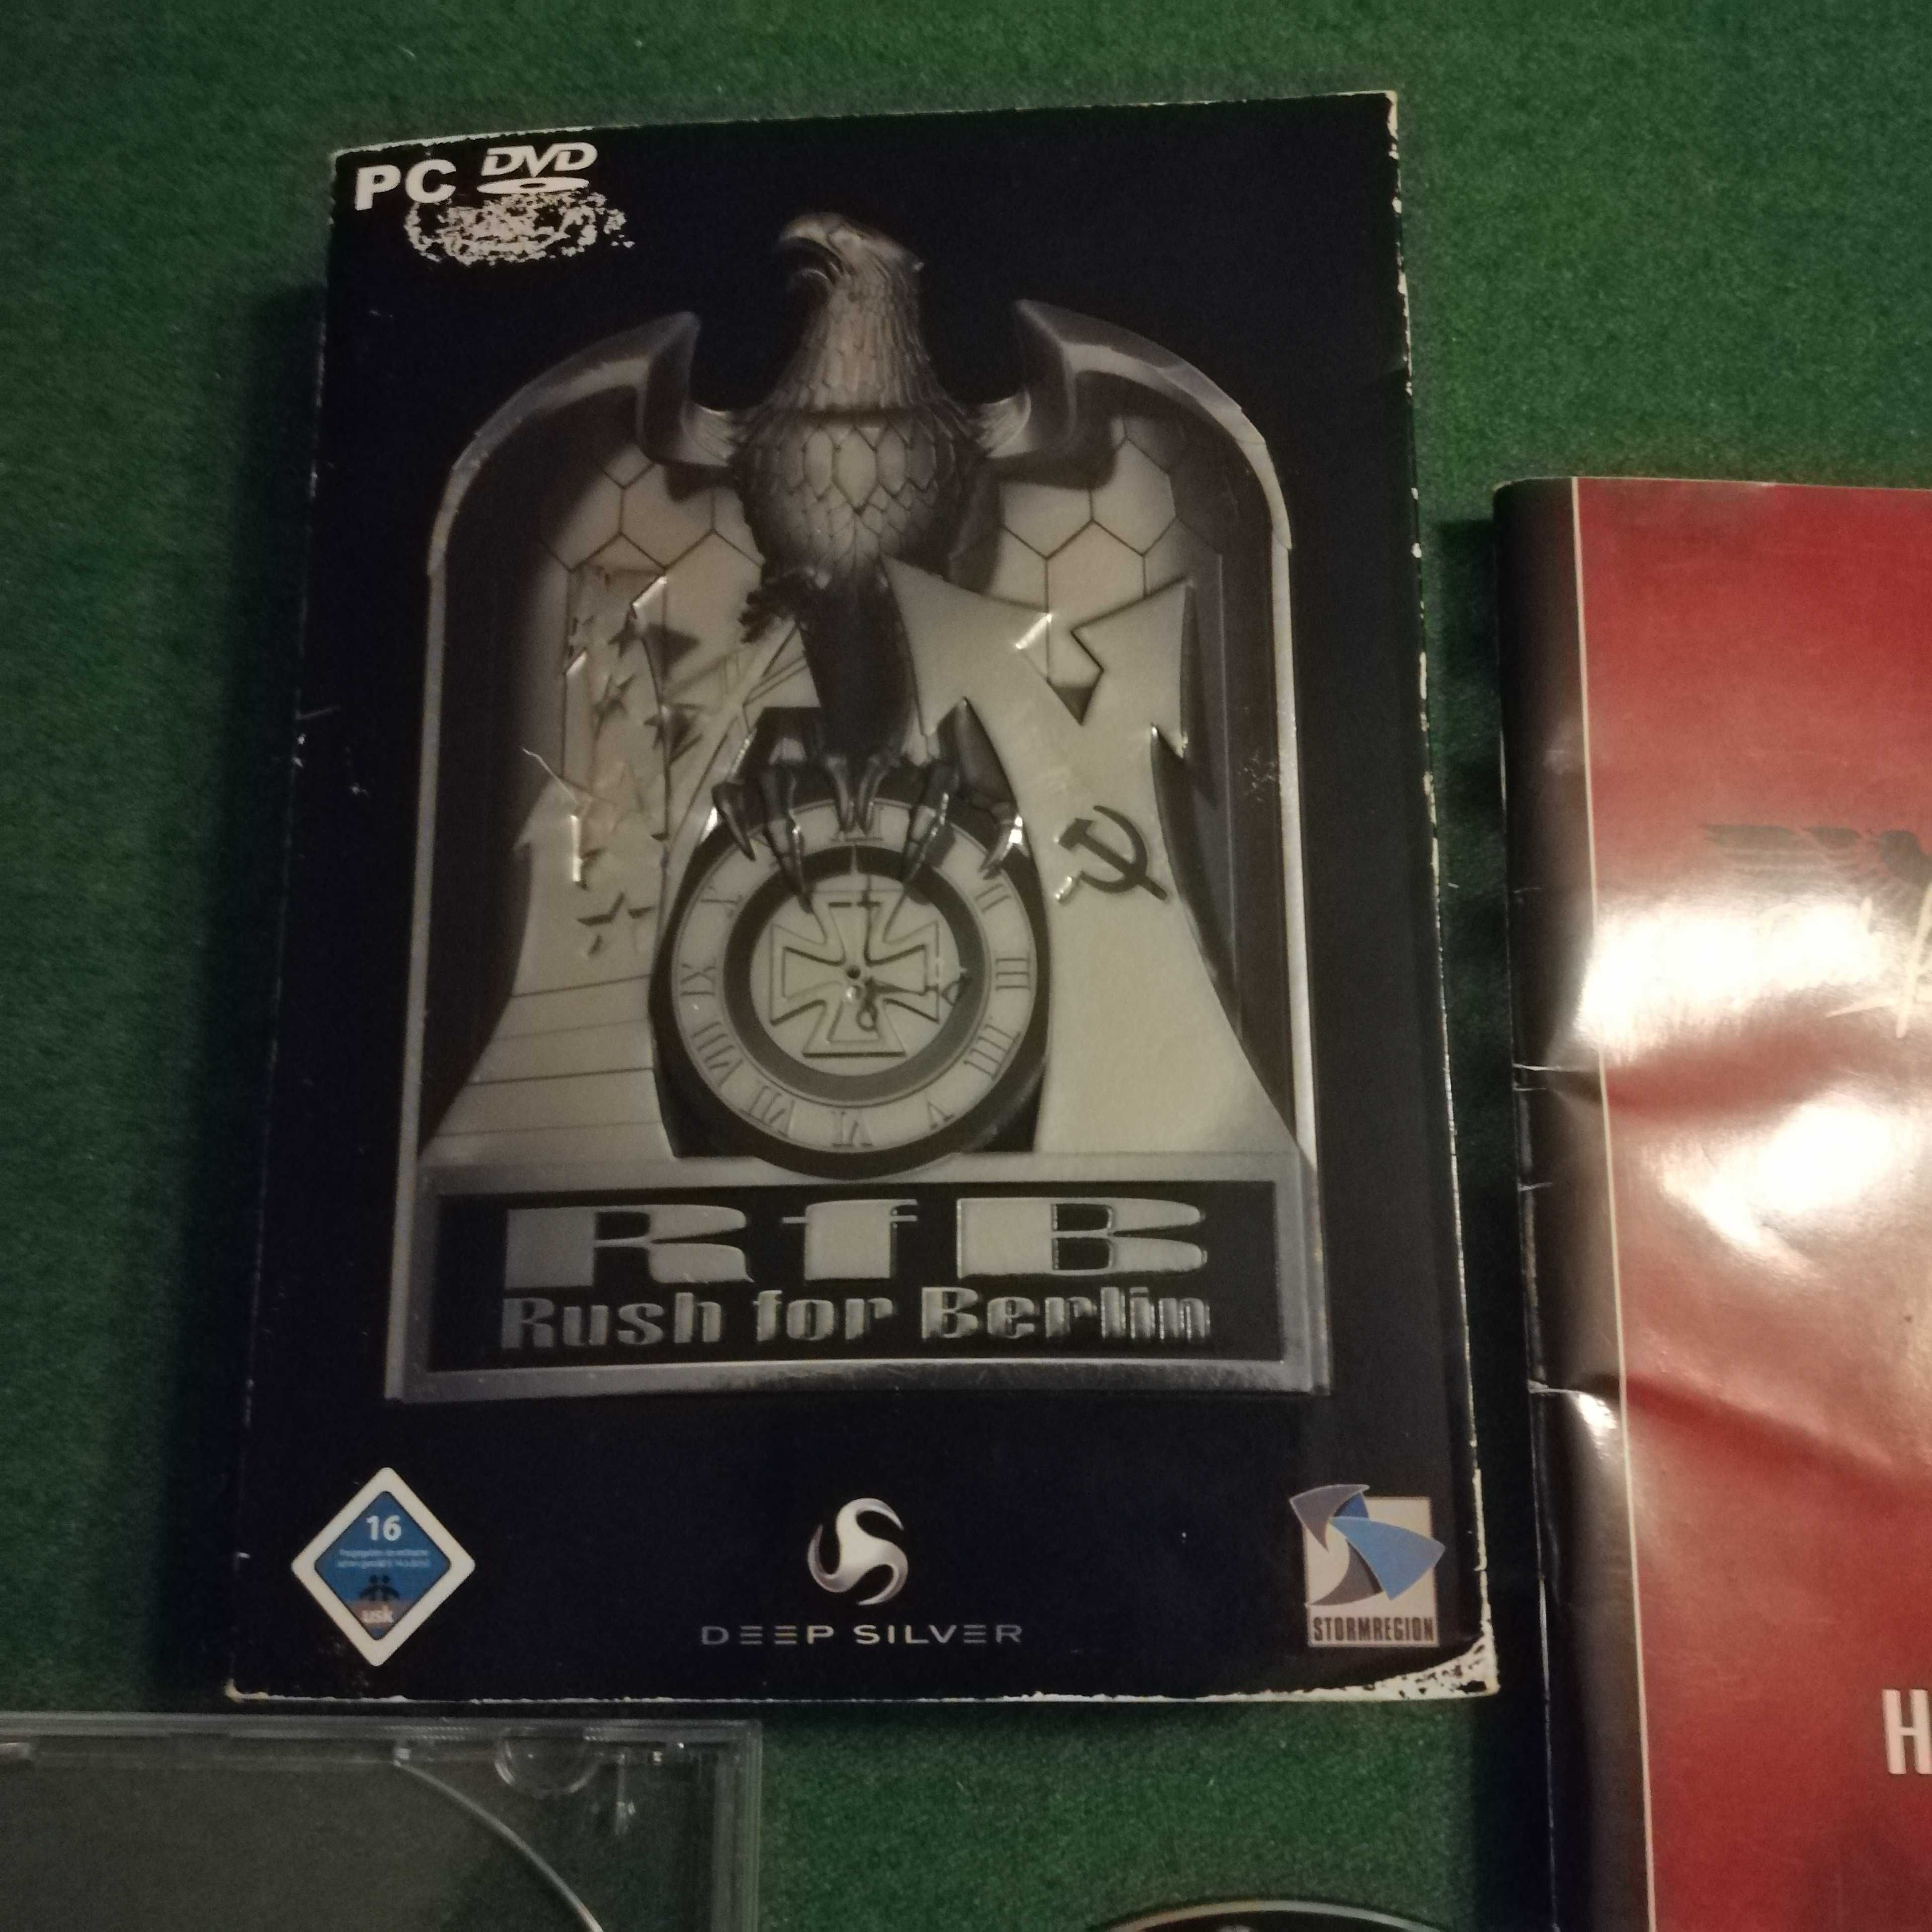 PC DVD
RfB
Rush for Berlin
16
usk
DEEP SILVER
STORMREGION
H